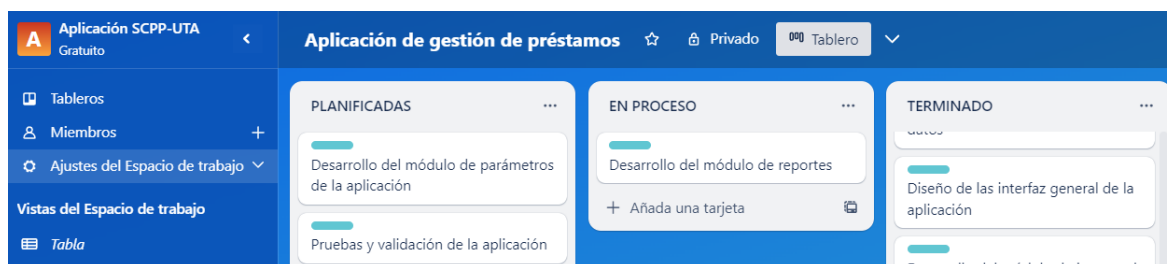 A
Aplicación SCPP-UTA
Gratuito
Tableros
Miembros
Ajustes del Espacio de trabajo
Vistas del Espacio de trabajo
Tabla
Aplicación de gestión de préstamos
Privado
Tablero
PLANIFICADAS
Desarrollo del módulo de parámetros
de la aplicación
Pruebas y validación de la aplicación
EN PROCESO
Desarrollo del módulo de reportes
+ Añada una tarjeta
TERMINADO
datos
Diseño de las interfaz general de la
aplicación